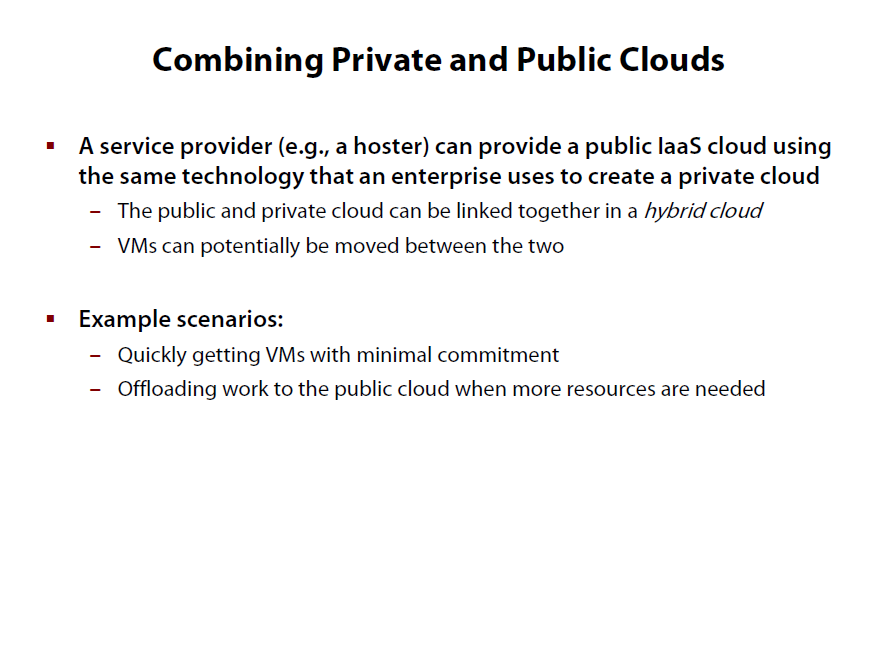 Combining Private and Public Clouds
▪ A service provider (e.g., a hoster) can provide a public IaaS cloud using
the same technology that an enterprise uses to create a private cloud
– The public and private cloud can be linked together in a hybrid cloud
– VMs can potentially be moved between the two
▪ Example scenarios:
– Quickly getting VMs with minimal commitment
– Offloading work to the public cloud when more resources are needed